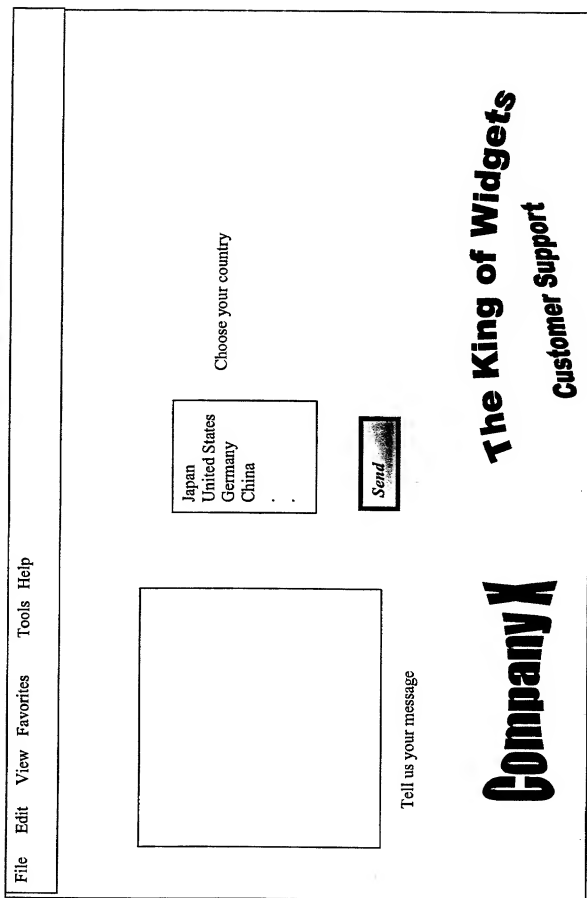 File Edit View Favorites Tools Help
Japan
United States
Germany
China
.
.
Choose your country
Send
Tell us your message
Company X
The King of Widgets
Customer Support